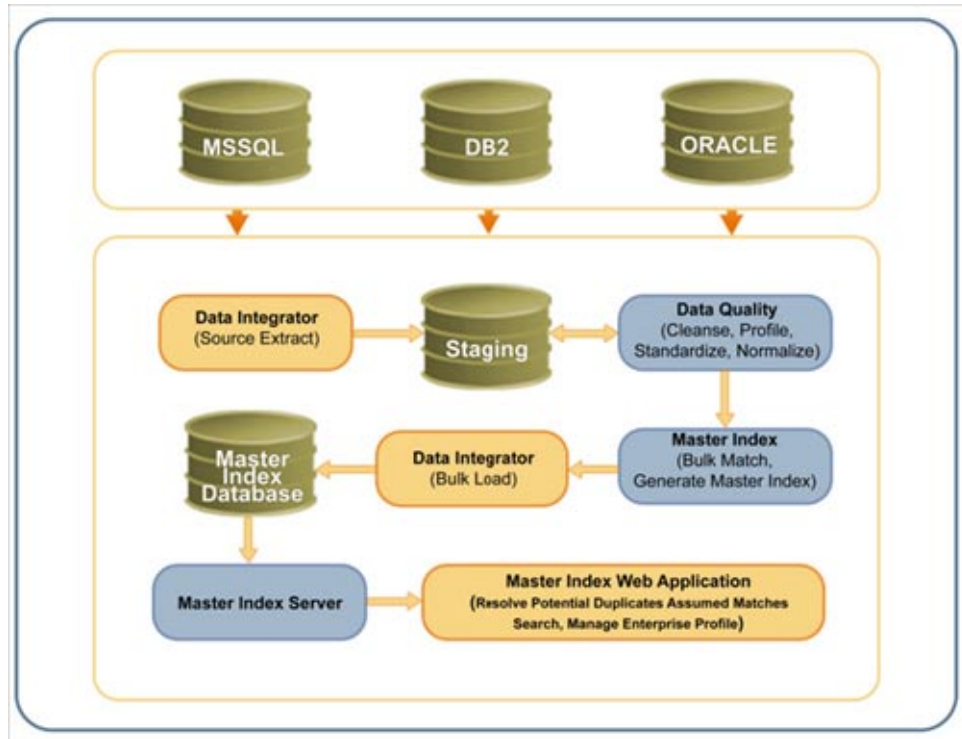 MSSQL
DB2
ORACLE
Data Integrator
(Source Extract)
Staging
Data Quality
(Cleanse, Profile,
Standardize, Normalize)
Master
Index
Database
Data Integrator
(Bulk Load)
Master Index
(Bulk Match,
Generate Master Index)
Master Index Server
Master Index Web Application
(Resolve Potential Duplicates Assumed Matches
Search, Manage Enterprise Profile)